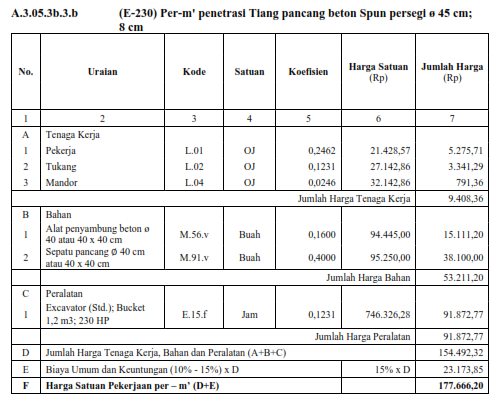 A.3.05.3b.3.b (E-230) Per-m' penetrasi Tiang pancang beton Spun persegi ø 45 cm;
8 cm
No. Uraian Kode Satuan Koefisien Harga Satuan (Rp) Jumlah Harga (Rp)
1 2 3 4 5 6 7
A Tenaga Kerja
1 Pekerja L.01 OJ 0,2462 21.428,57 5.275,71
2 Tukang L.02 OJ 0,1231 27.142,86 3.341,29
3 Mandor L.04 OJ 0,0246 32.142,86 791,36
Jumlah Harga Tenaga Kerja 9.408,36
B Bahan
1 Alat penyambung beton ø 40 atau 40 x 40 cm M.56.v Buah 0,1600 94.445,00 15.111,20
2 Sepatu pancang Ø 40 cm atau 40 x 40 cm M.91.v Buah 0,4000 95.250,00 38.100,00
Jumlah Harga Bahan 53.211,20
C Peralatan
1 Excavator (Std.); Bucket 1,2 m3; 230 HP E.15.f Jam 0,1231 746.326,28 91.872,77
Jumlah Harga Peralatan 91.872,77
D Jumlah Harga Tenaga Kerja, Bahan dan Peralatan (A+B+C) 154.492,32
E Biaya Umum dan Keuntungan (10% - 15%) x D 15% x D 23.173,85
F Harga Satuan Pekerjaan per – m' (D+E) 177.666,20